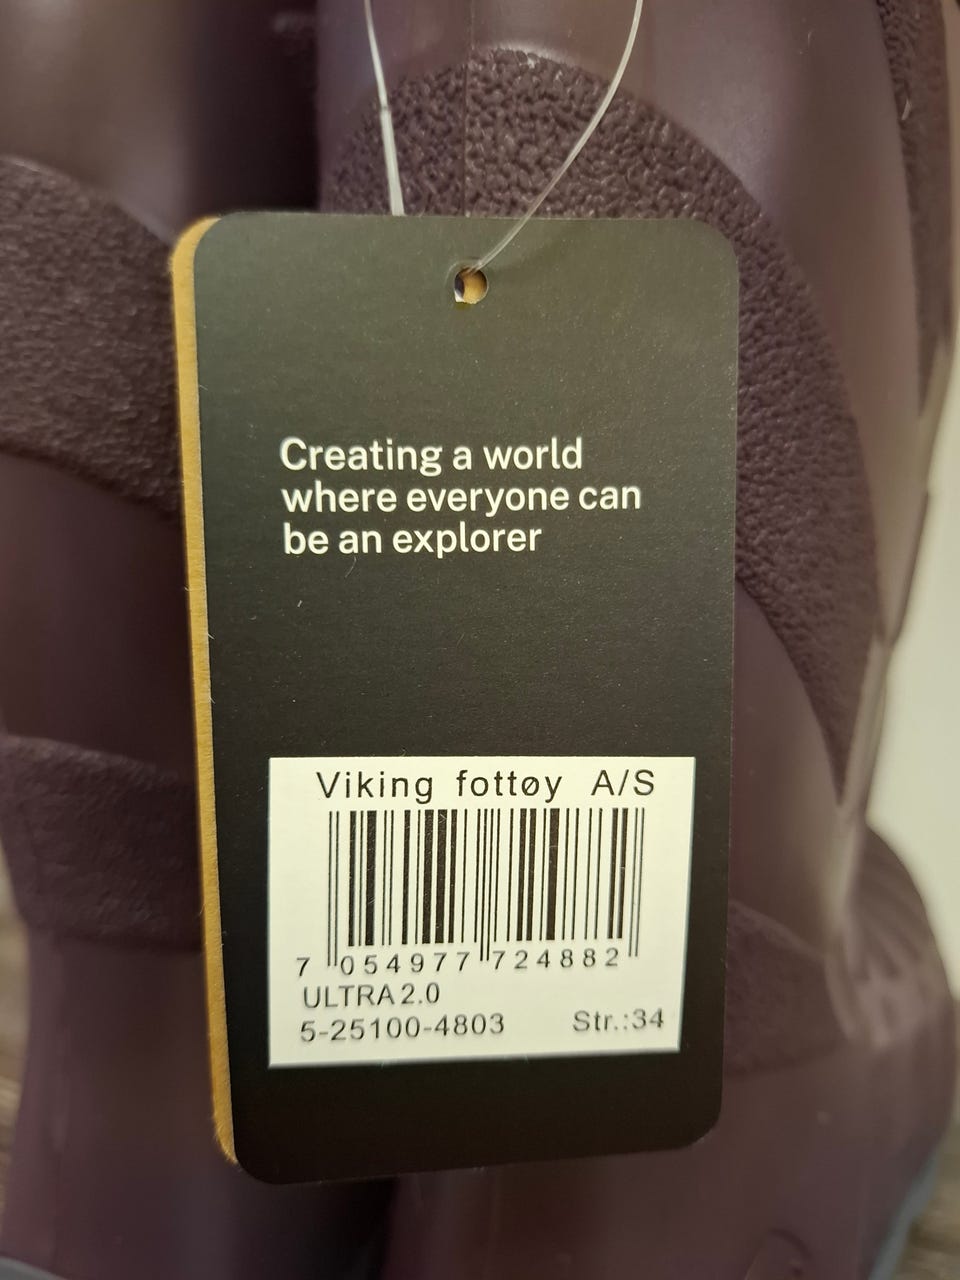 Creating a world
where everyone can
be an explorer
Viking fottøy A/S
7 054977 724882
ULTRA 2.0
5-25100-4803 Str.:34